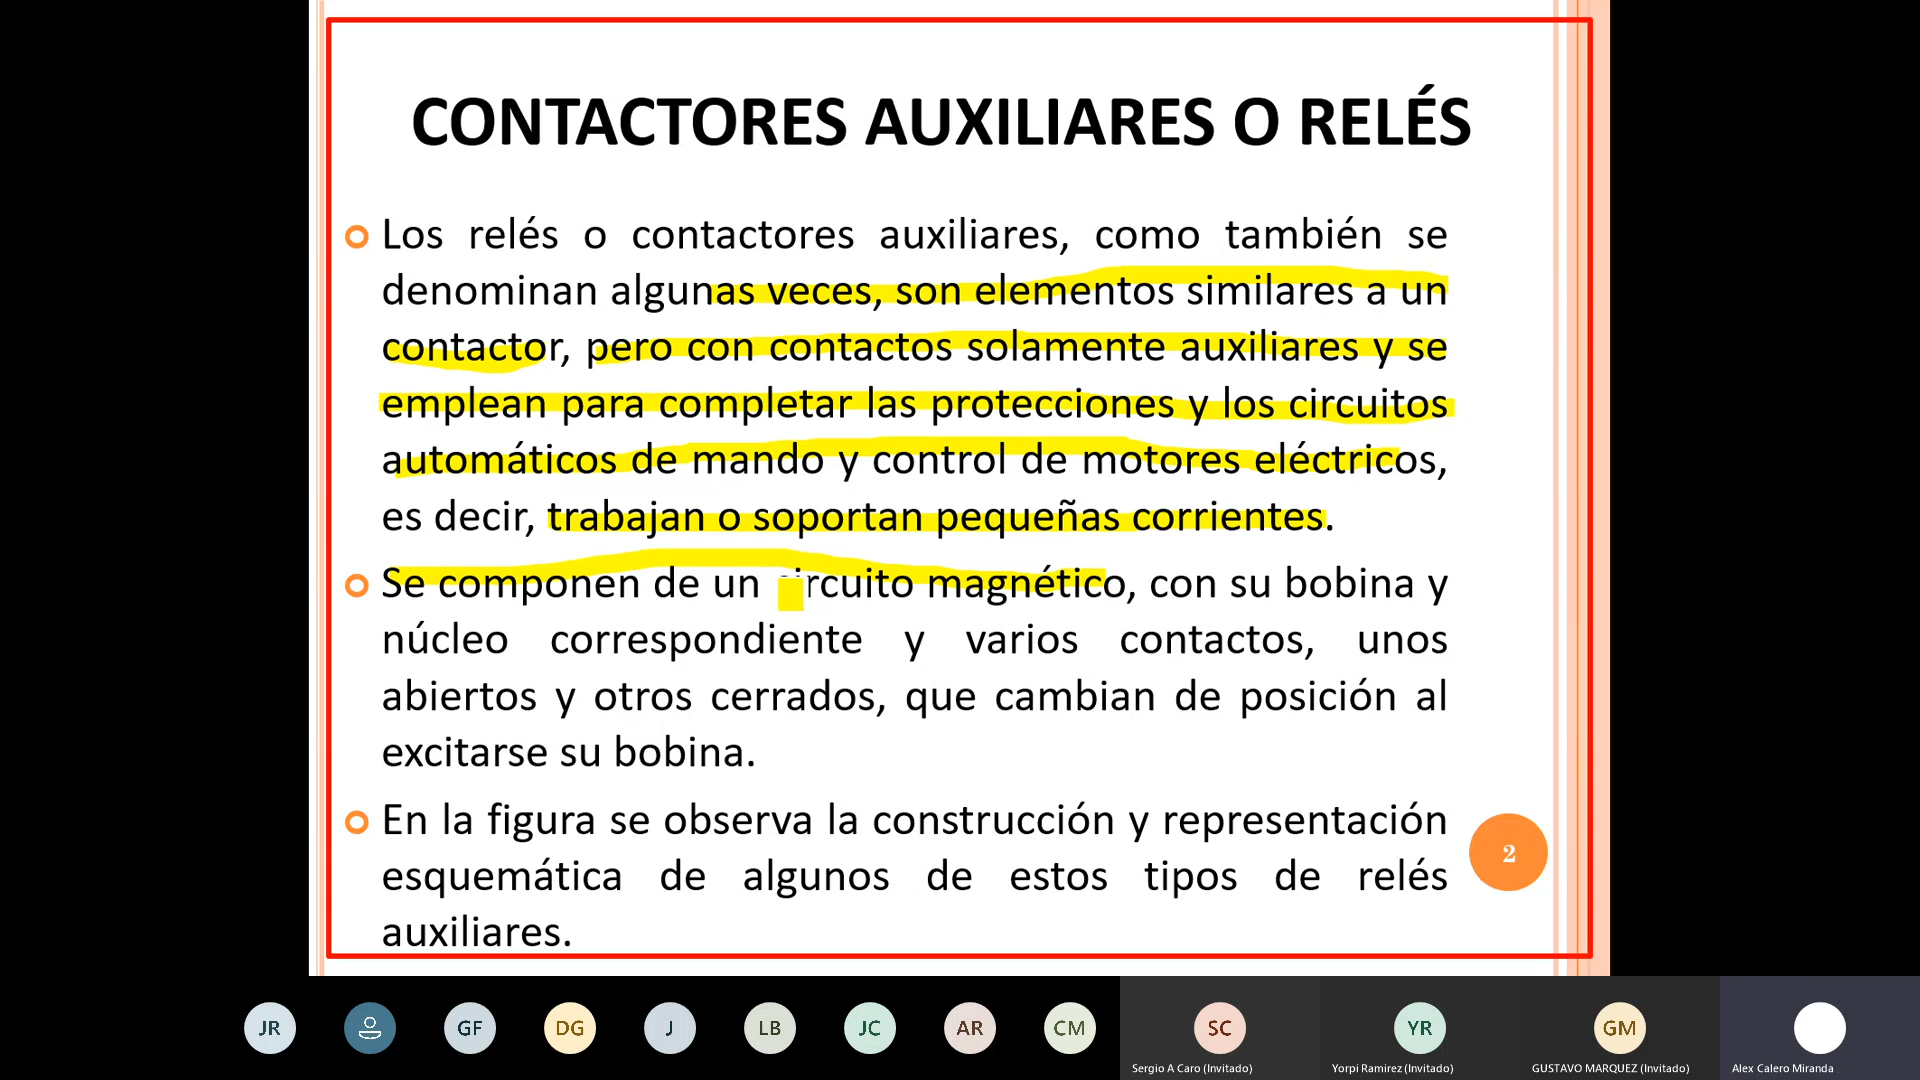 CONTACTORES AUXILIARES O RELÉS
Los relés o contactores auxiliares, como también se
denominan algunas veces, son elementos similares a un
contactor, pero con contactos solamente auxiliares y se
emplean para completar las protecciones y los circuitos
automáticos de mando y control de motores eléctricos,
es decir, trabajan o soportan pequeñas corrientes.
Se componen de un circuito magnético, con su bobina y
núcleo correspondiente y varios contactos, unos
abiertos y otros cerrados, que cambian de posición al
excitarse su bobina.
En la figura se observa la construcción y representación
esquemática de algunos de estos tipos de relés
auxiliares.
2
JR GF DG J LB JC AR CM SC YR GM
Sergio A Caro (Invitado) Yorpi Ramirez (Invitado) GUSTAVO MARQUEZ (Invitado) Alex Calero Miranda